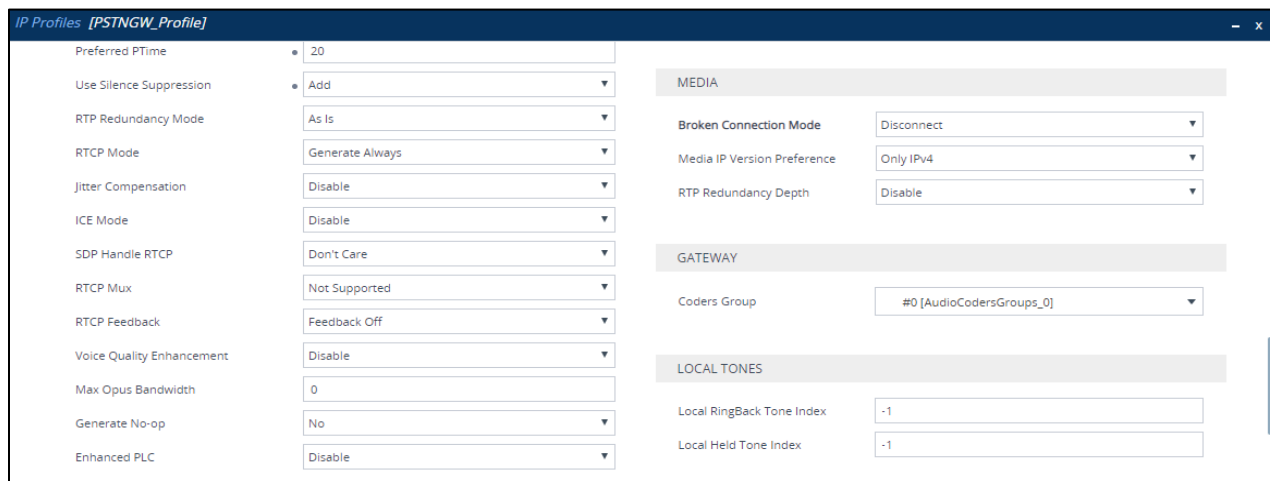 IP Profiles [PSTNGW_Profile] – x
Preferred PTime 20
Use Silence Suppression Add
RTP Redundancy Mode As Is
RTCP Mode Generate Always
Jitter Compensation Disable
ICE Mode Disable
SDP Handle RTCP Don't Care
RTCP Mux Not Supported
RTCP Feedback Feedback Off
Voice Quality Enhancement Disable
Max Opus Bandwidth 0
Generate No-op No
Enhanced PLC Disable
MEDIA
Broken Connection Mode Disconnect
Media IP Version Preference Only IPv4
RTP Redundancy Depth Disable
GATEWAY
Coders Group #0 [AudioCodersGroups_0]
LOCAL TONES
Local RingBack Tone Index -1
Local Held Tone Index -1